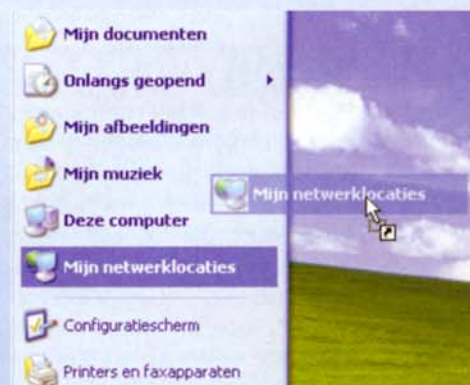 Mijn documenten
Onlangs geopend
Mijn afbeeldingen
Mijn muziek
Mijn netwerklocaties
Deze computer
Mijn netwerklocaties
Configuratiescherm
Printers en faxapparaten